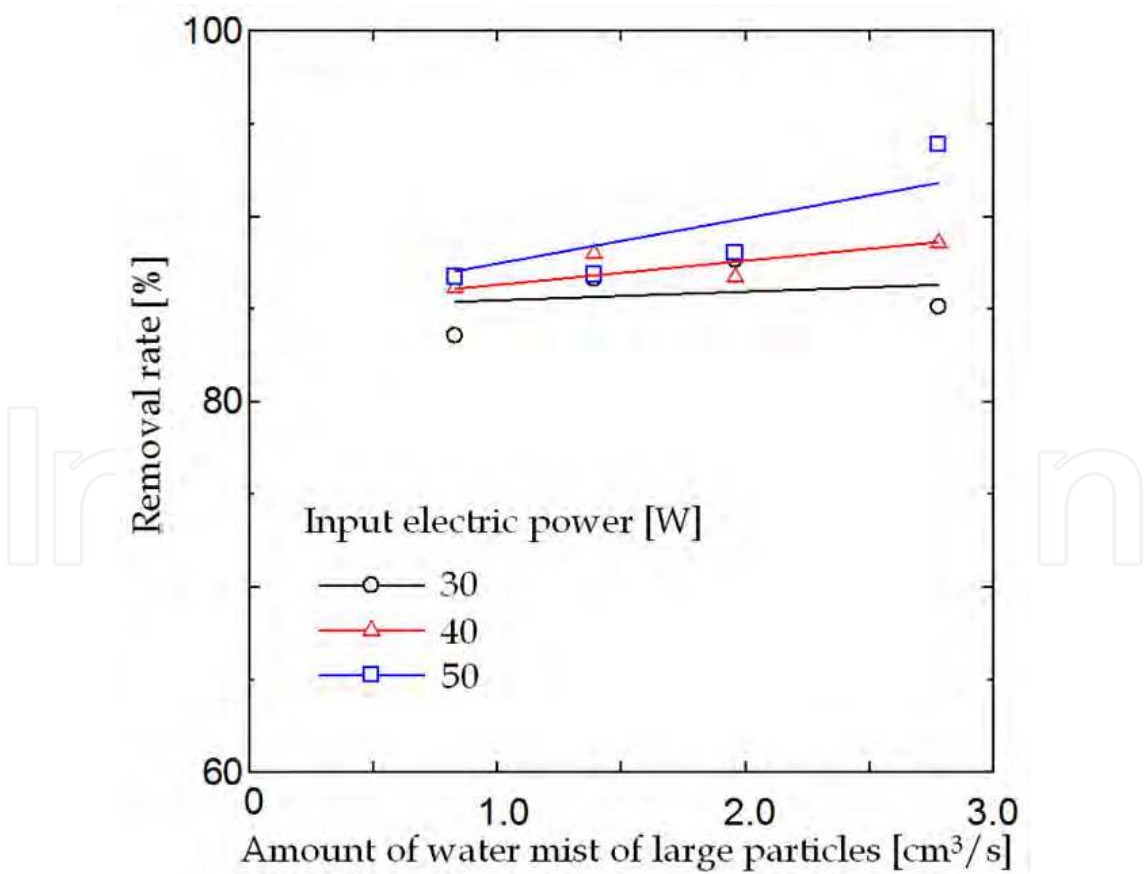 100
80
60
Removal rate [%]
Input electric power [W]
30
40
50
0 1.0 2.0 3.0
Amount of water mist of large particles [cm³/s]
In
n